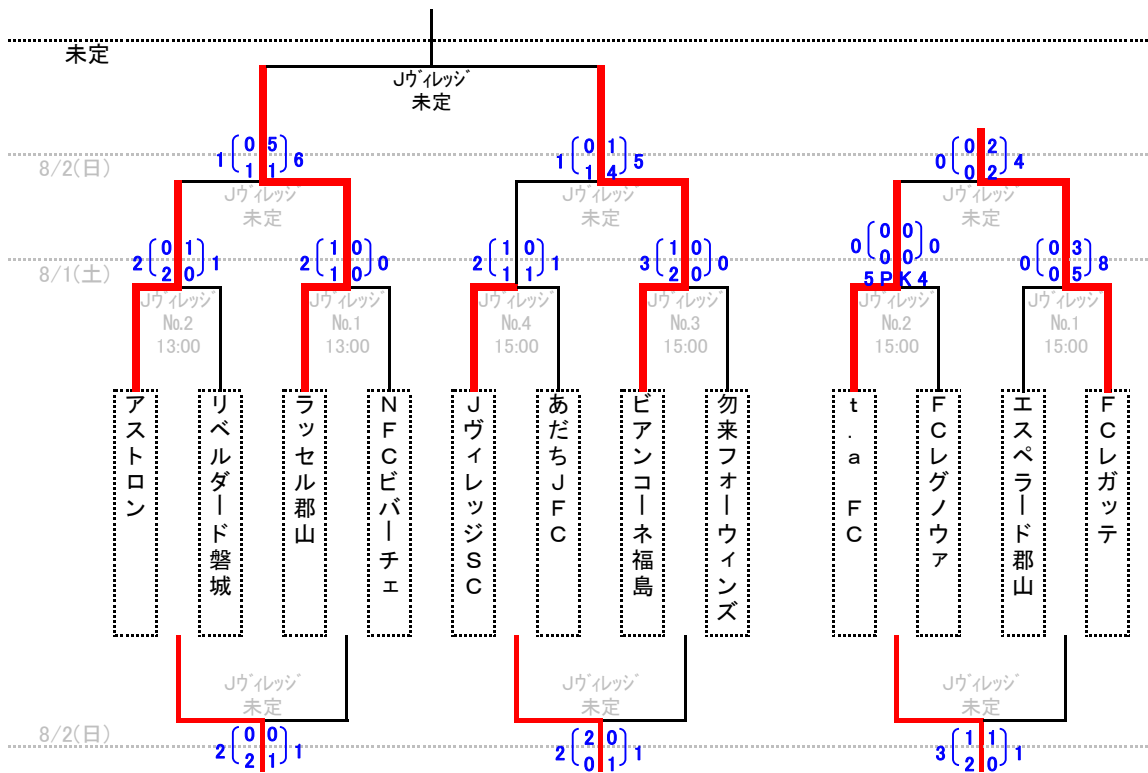 未定
Jヴィレッジ
未定
0 5
1 6
1 1
0 1
1 5
1 4
0 2
0 4
0 2
8/2(日)
Jヴィレッジ
未定
Jヴィレッジ
未定
Jヴィレッジ
未定
0 1
2 1
2 0
1 0
2 0
1 0
1 0
2 1
1 1
1 0
3 0
2 0
0 0
0 0
0 0
5PK4
0 3
0 8
0 5
8/1(土)
Jヴィレッジ
No.2
13:00
Jヴィレッジ
No.1
13:00
Jヴィレッジ
No.4
15:00
Jヴィレッジ
No.3
15:00
Jヴィレッジ
No.2
15:00
Jヴィレッジ
No.1
15:00
アストロン
リベルダード磐城
ラッセル郡山
NFCビバーチェ
JヴィレッジSC
あだちJFC
ビアンコーネ福島
勿来フォーウィンズ
t.a FC
FCレグノウァ
エスペラード郡山
FCレガッテ
Jヴィレッジ
未定
Jヴィレッジ
未定
Jヴィレッジ
未定
8/2(日)
0 0
2 1
2 1
2 0
2 1
0 1
1 1
3 1
2 0